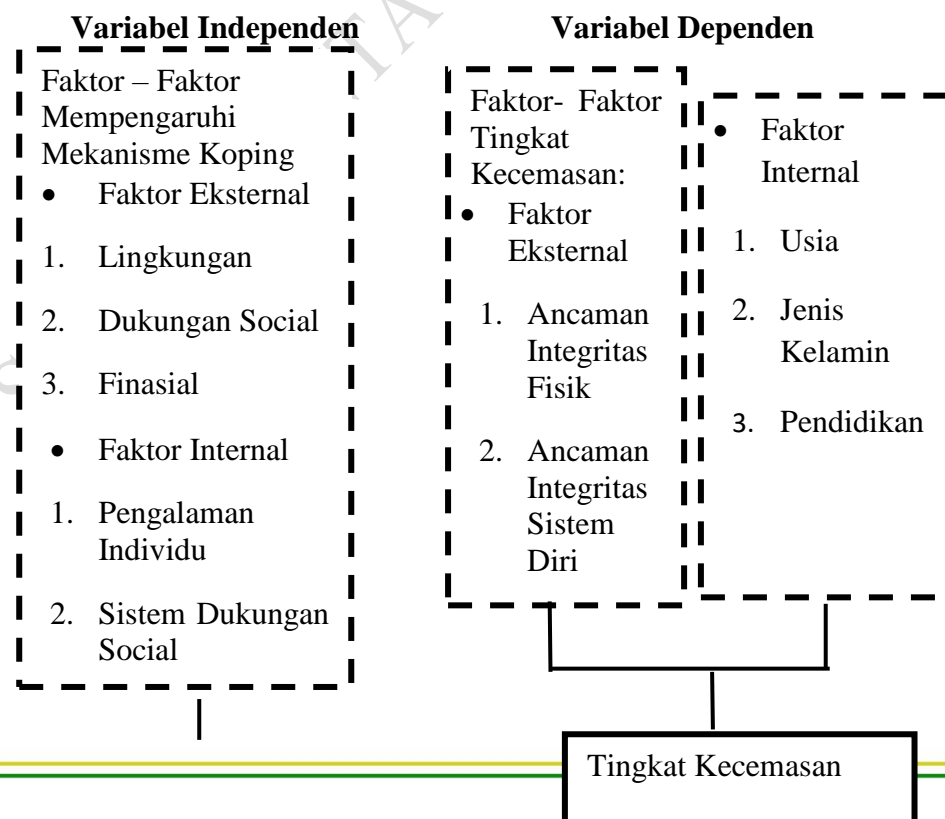 Variabel Independen
Variabel Dependen
Faktor – Faktor
Mempengaruhi
Mekanisme Koping
• Faktor Eksternal
1. Lingkungan
2. Dukungan Social
3. Finasial
• Faktor Internal
1. Pengalaman
Individu
2. Sistem Dukungan
Social
Faktor- Faktor
Tingkat
Kecemasan:
• Faktor
Eksternal
1. Ancaman
Integritas
Fisik
2. Ancaman
Integritas
Sistem
Diri
• Faktor
Internal
1. Usia
2. Jenis
Kelamin
3. Pendidikan
Tingkat Kecemasan